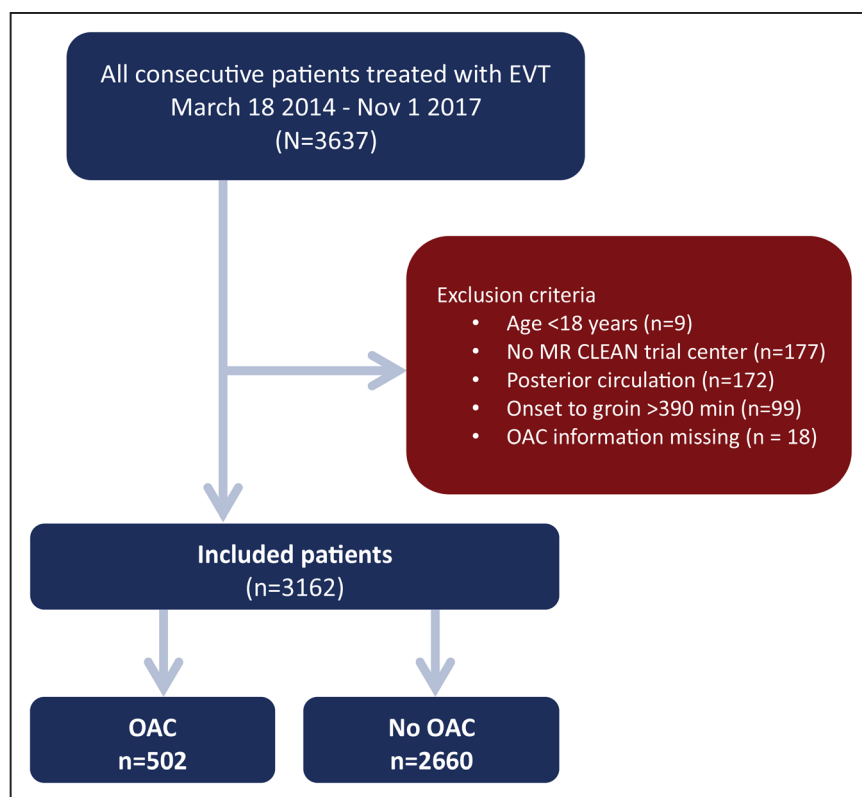 All consecutive patients treated with EVT
March 18 2014 - Nov 1 2017
(N=3637)
Exclusion criteria
• Age <18 years (n=9)
• No MR CLEAN trial center (n=177)
• Posterior circulation (n=172)
• Onset to groin >390 min (n=99)
• OAC information missing (n = 18)
Included patients
(n=3162)
OAC
n=502
No OAC
n=2660